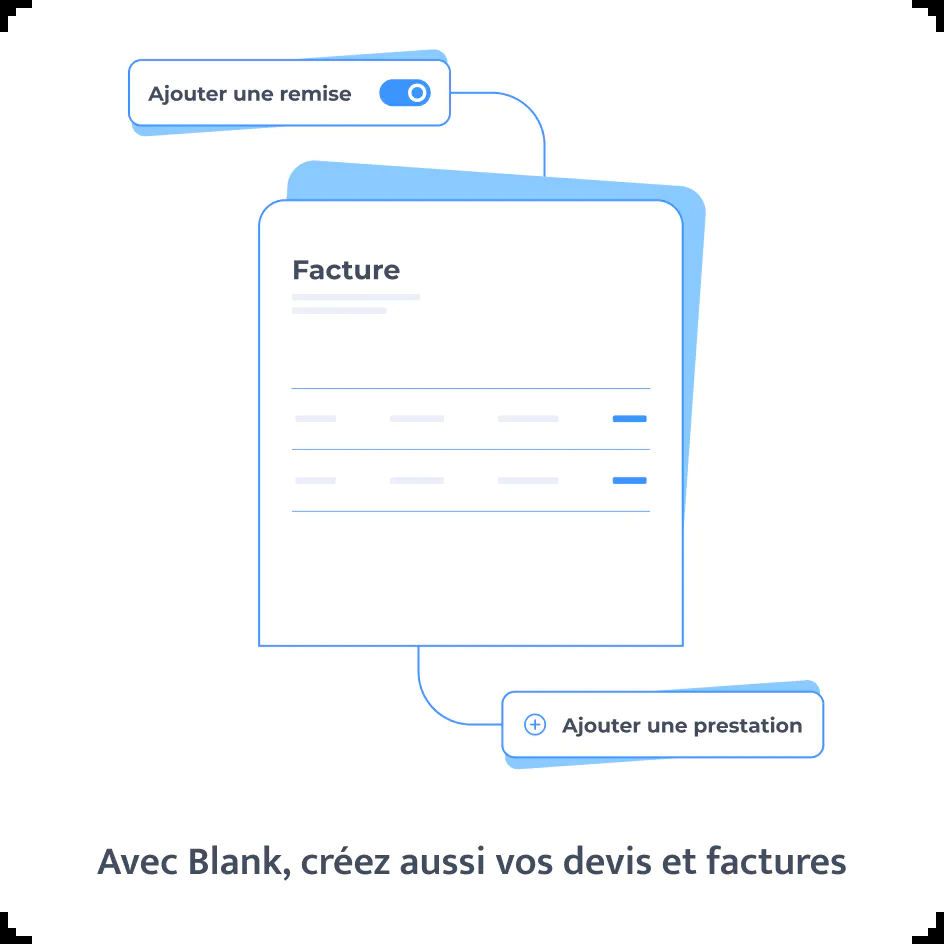 Ajouter une remise
Facture
Ajouter une prestation
Avec Blank, créez aussi vos devis et factures